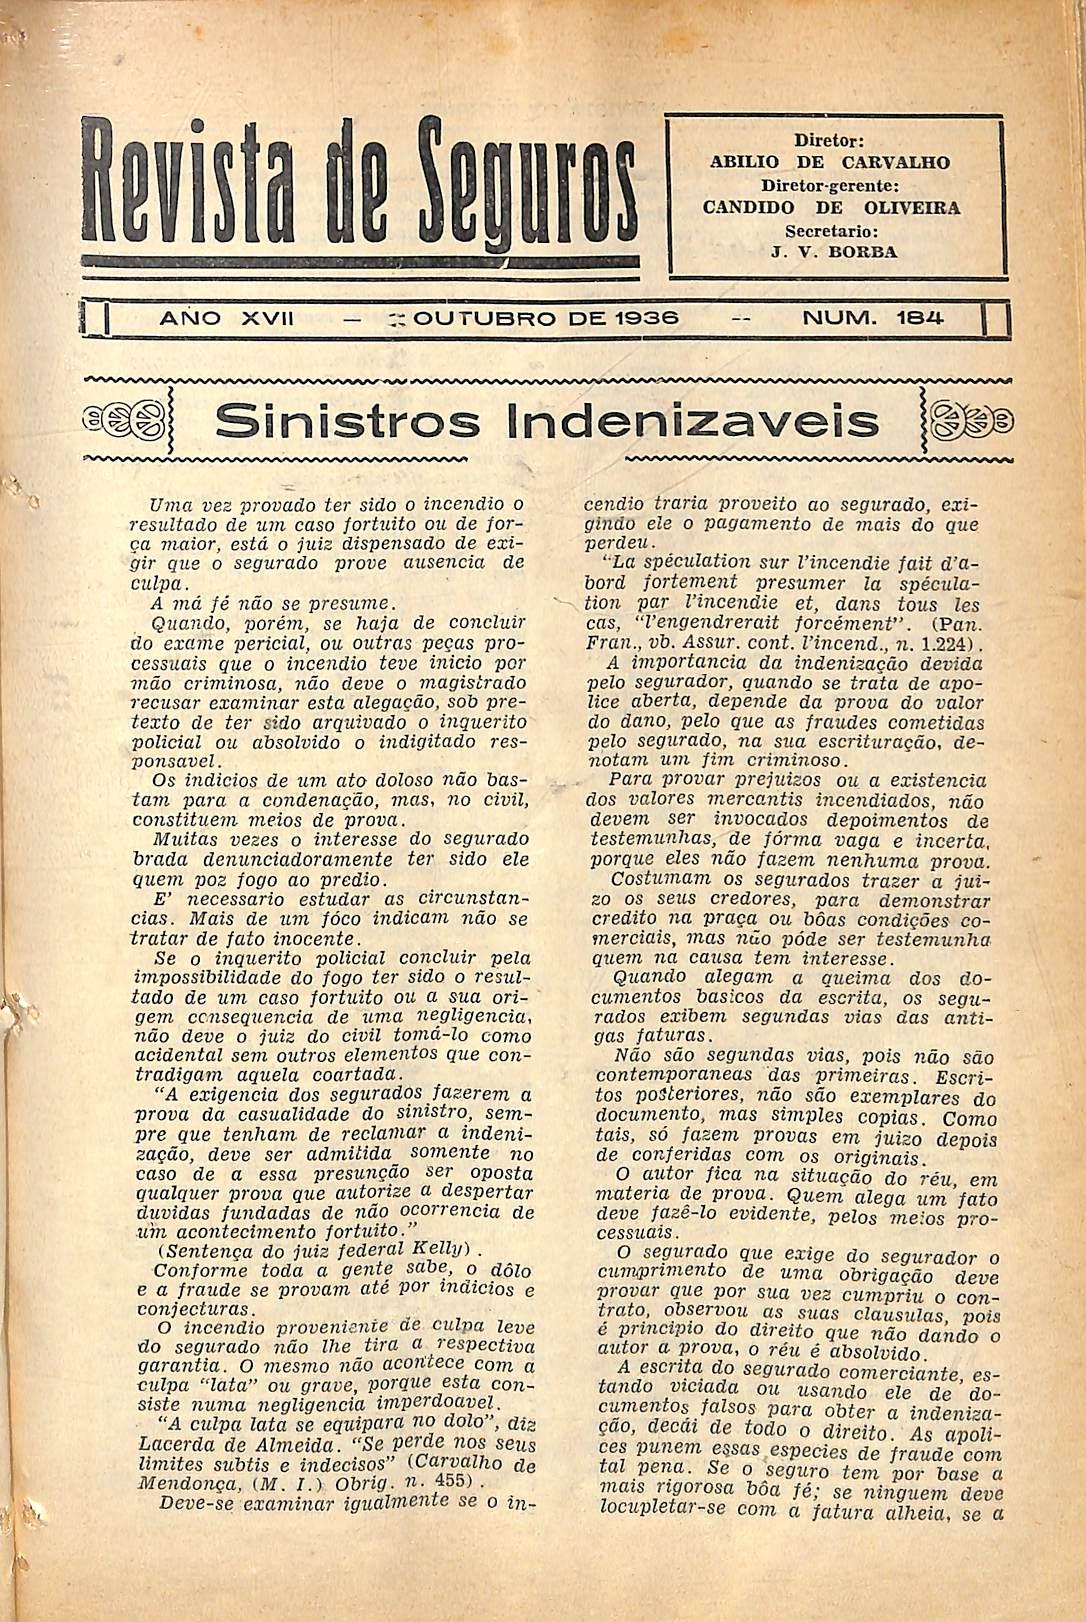 Revista de Seguros
Diretor:
ABILIO DE CARVALHO
Diretor-gerente:
CANDIDO DE OLIVEIRA
Secretario:
J. V. BORBA
ANO XVII — :: OUTUBRO DE 1936 -- NUM. 184
Sinistros Indenizaveis
Uma vez provado ter sido o incendio o
resultado de um caso fortuito ou de for-
ça maior, está o juiz dispensado de exi-
gir que o segurado prove ausencia de
culpa.
A má fé não se presume.
Quando, porém, se haja de concluir
do exame pericial, ou outras peças pro-
cessuais que o incendio teve inicio por
mão criminosa, não deve o magistrado
recusar examinar esta alegação, sob pre-
texto de ter sido arquivado o inquerito
policial ou absolvido o indigitado res-
ponsavel.
Os indicios de um ato doloso não bas-
tam para a condenação, mas, no civil,
constituem meios de prova.
Muitas vezes o interesse do segurado
brada denunciadoramente ter sido ele
quem poz fogo ao predio.
E' necessario estudar as circunstan-
cias. Mais de um fóco indicam não se
tratar de fato inocente.
Se o inquerito policial concluir pela
impossibilidade do fogo ter sido o resul-
tado de um caso fortuito ou a sua ori-
gem consequencia de uma negligencia,
não deve o juiz do civil tomá-lo como
acidental sem outros elementos que con-
tradigam aquela coartada.
"A exigencia dos segurados fazerem a
prova da casualidade do sinistro, sem-
pre que tenham de reclamar a indeni-
zação, deve ser admitida somente no
caso de a essa presunção ser oposta
qualquer prova que autorize a despertar
duvidas fundadas de não ocorrencia de
um acontecimento fortuito."
(Sentença do juiz federal Kelly).
Conforme toda a gente sabe, o dôlo
e a fraude se provam até por indicios e
conjecturas.
O incendio proveniente de culpa leve
do segurado não lhe tira a respectiva
garantia. O mesmo não acontece com a
culpa "lata" ou grave, porque esta con-
siste numa negligencia imperdoavel.
"A culpa lata se equipara no dolo", diz
Lacerda de Almeida. "Se perde nos seus
limites subtis e indecisos" (Carvalho de
Mendonça, (M. I.) Obrig. n. 455).
Deve-se examinar igualmente se o in-
cendio traria proveito ao segurado, exi-
gindo ele o pagamento de mais do que
perdeu.
"La spéculation sur l'incendie fait d'a-
bord fortement presumer la spécula-
tion par l'incendie et, dans tous les
cas, "l'engendrerait forcément". (Pan.
Fran., vb. Assur. cont. l'incend., n. 1.224).
A importancia da indenização devida
pelo segurador, quando se trata de apo-
lice aberta, depende da prova do valor
do dano, pelo que as fraudes cometidas
pelo segurado, na sua escrituração, de-
notam um fim criminoso.
Para provar prejuizos ou a existencia
dos valores mercantis incendiados, não
devem ser invocados depoimentos de
testemunhas, de fórma vaga e incerta,
porque eles não fazem nenhuma prova.
Costumam os segurados trazer a jui-
zo os seus credores, para demonstrar
credito na praça ou bôas condições co-
merciais, mas não póde ser testemunha
quem na causa tem interesse.
Quando alegam a queima dos do-
cumentos basicos da escrita, os segu-
rados exibem segundas vias das anti-
gas faturas.
Não são segundas vias, pois não são
contemporaneas das primeiras. Escri-
tos posteriores, não são exemplares do
documento, mas simples copias. Como
tais, só fazem provas em juizo depois
de conferidas com os originais.
O autor fica na situação do réu, em
materia de prova. Quem alega um fato
deve fazê-lo evidente, pelos meios pro-
cessuais.
O segurado que exige do segurador o
cumprimento de uma obrigação deve
provar que por sua vez cumpriu o con-
trato, observou as suas clausulas, pois
é principio do direito que não dando o
autor a prova, o réu é absolvido.
A escrita do segurado comerciante, es-
tando viciada ou usando ele de do-
cumentos falsos para obter a indeniza-
ção, decái de todo o direito. As apoli-
ces punem essas especies de fraude com
tal pena. Se o seguro tem por base a
mais rigorosa bôa fé; se ninguem deve
locupletar-se com a fatura alheia, se a